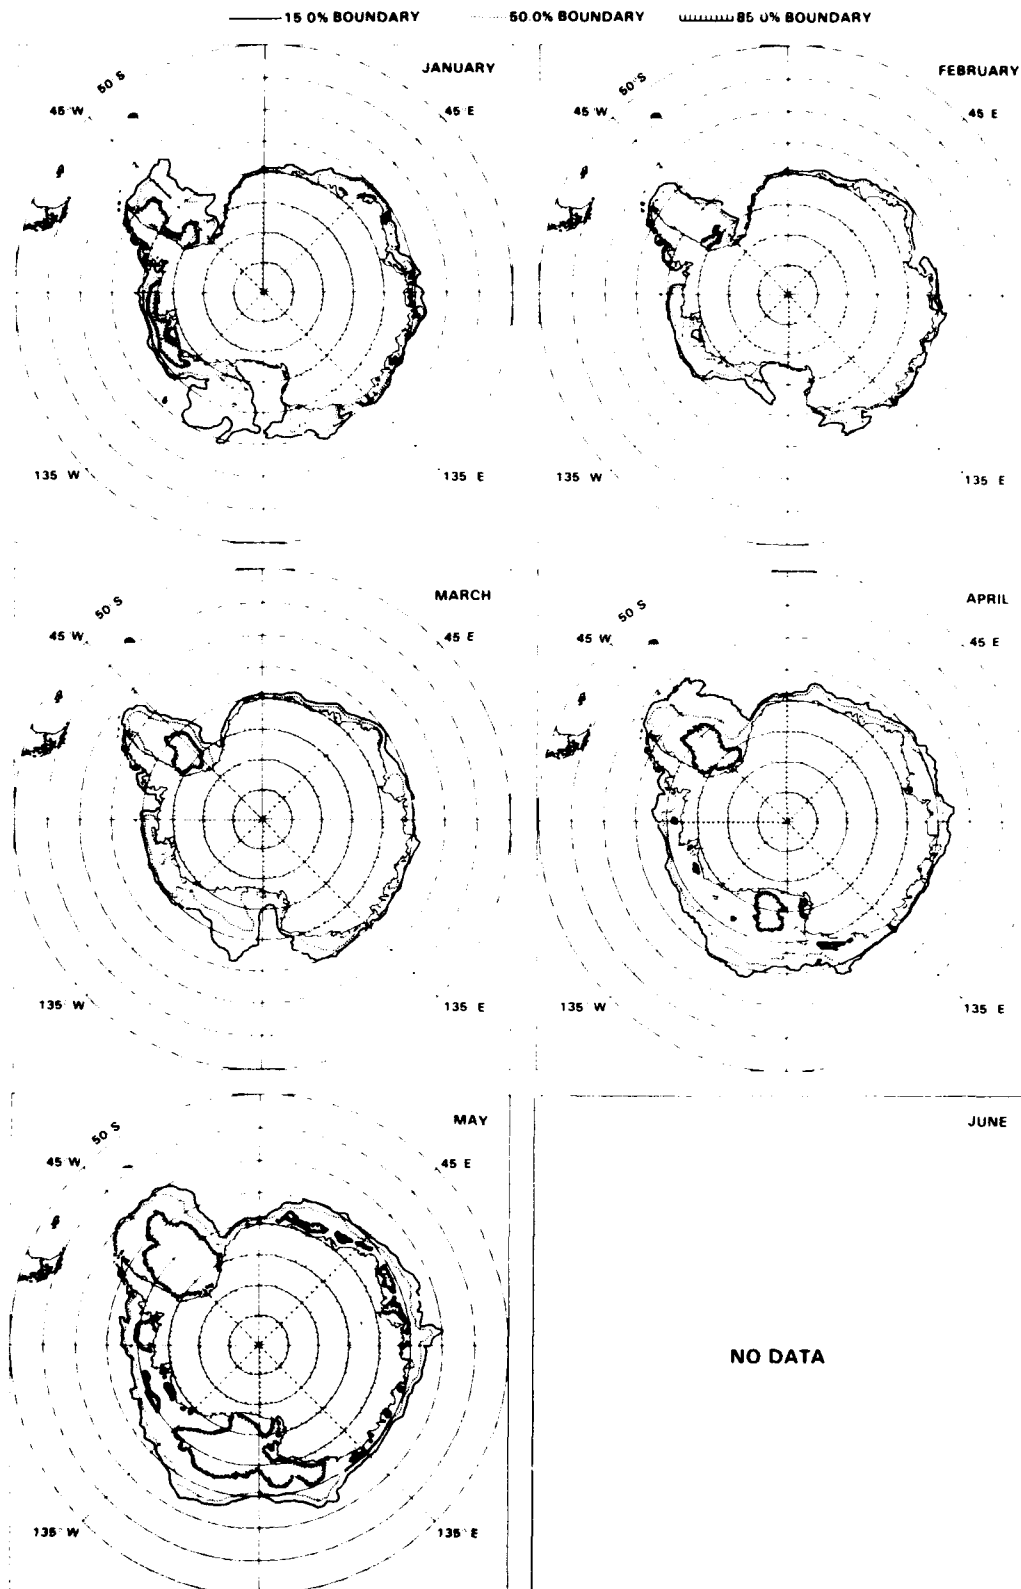 15.0% BOUNDARY 50.0% BOUNDARY 85.0% BOUNDARY
JANUARY FEBRUARY
50 S 50 S
45 W 45 E 45 W 45 E
135 W 135 E 135 W 135 E
MARCH APRIL
50 S 50 S
45 W 45 E 45 W 45 E
135 W 135 E 135 W 135 E
MAY JUNE
50 S
45 W 45 E
NO DATA
135 W 135 E